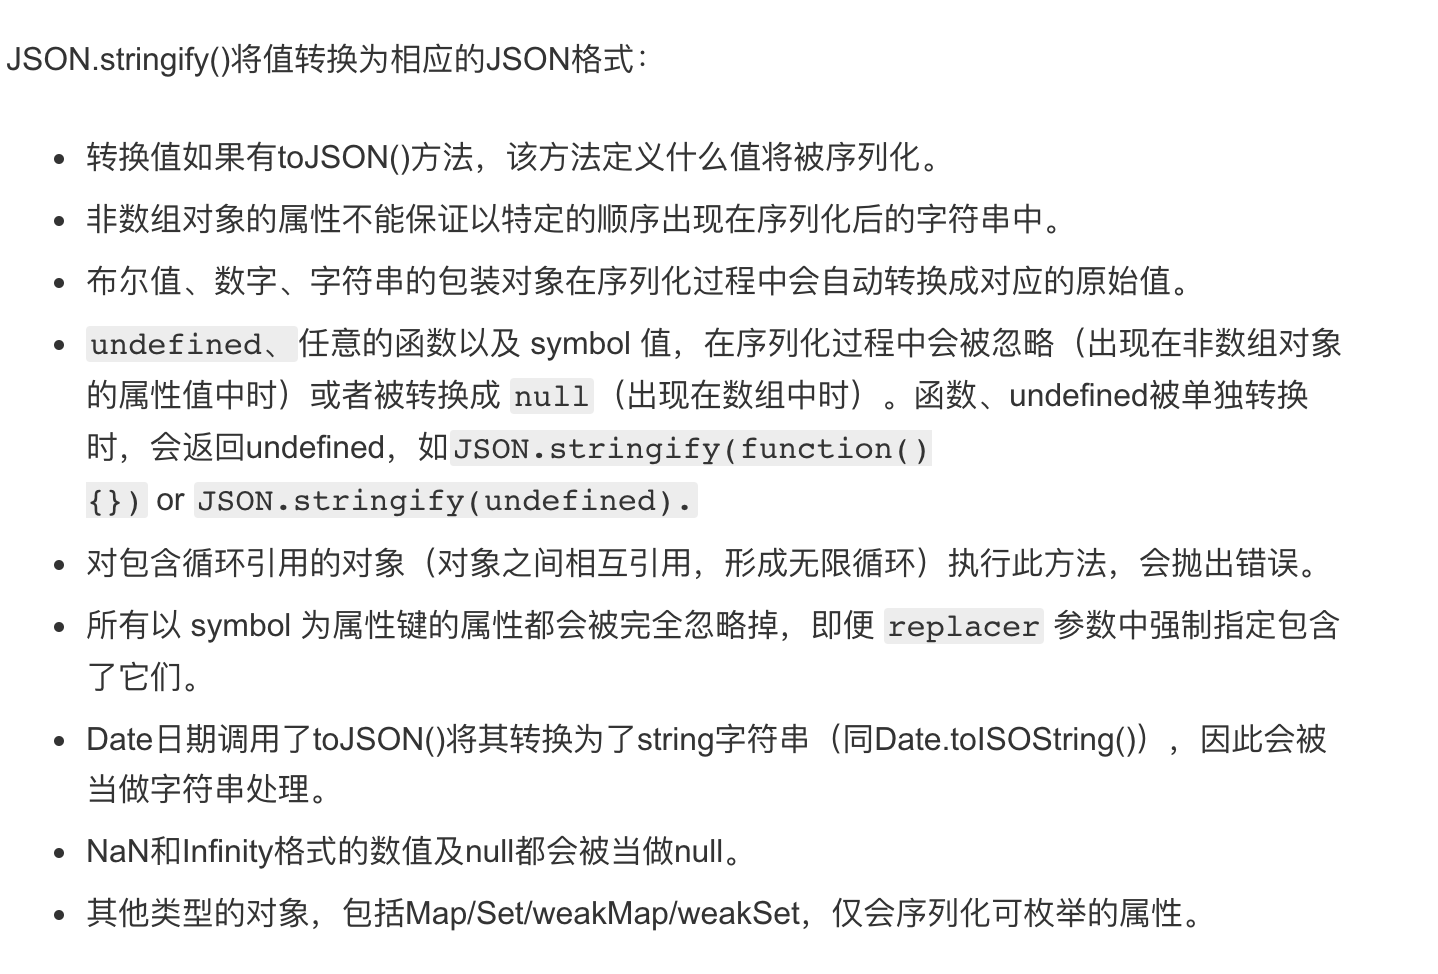 JSON.stringify()将值转换为相应的JSON格式：
• 转换值如果有toJSON()方法，该方法定义什么值将被序列化。
• 非数组对象的属性不能保证以特定的顺序出现在序列化后的字符串中。
• 布尔值、数字、字符串的包装对象在序列化过程中会自动转换成对应的原始值。
• undefined、任意的函数以及 symbol 值，在序列化过程中会被忽略（出现在非数组对象
的属性值中时）或者被转换成 null（出现在数组中时）。函数、undefined被单独转换
时，会返回undefined，如JSON.stringify(function()
{}) or JSON.stringify(undefined).
• 对包含循环引用的对象（对象之间相互引用，形成无限循环）执行此方法，会抛出错误。
• 所有以 symbol 为属性键的属性都会被完全忽略掉，即便 replacer 参数中强制指定包含
了它们。
• Date日期调用了toJSON()将其转换为了string字符串（同Date.toISOString()），因此会被
当做字符串处理。
• NaN和Infinity格式的数值及null都会被当做null。
• 其他类型的对象，包括Map/Set/weakMap/weakSet，仅会序列化可枚举的属性。